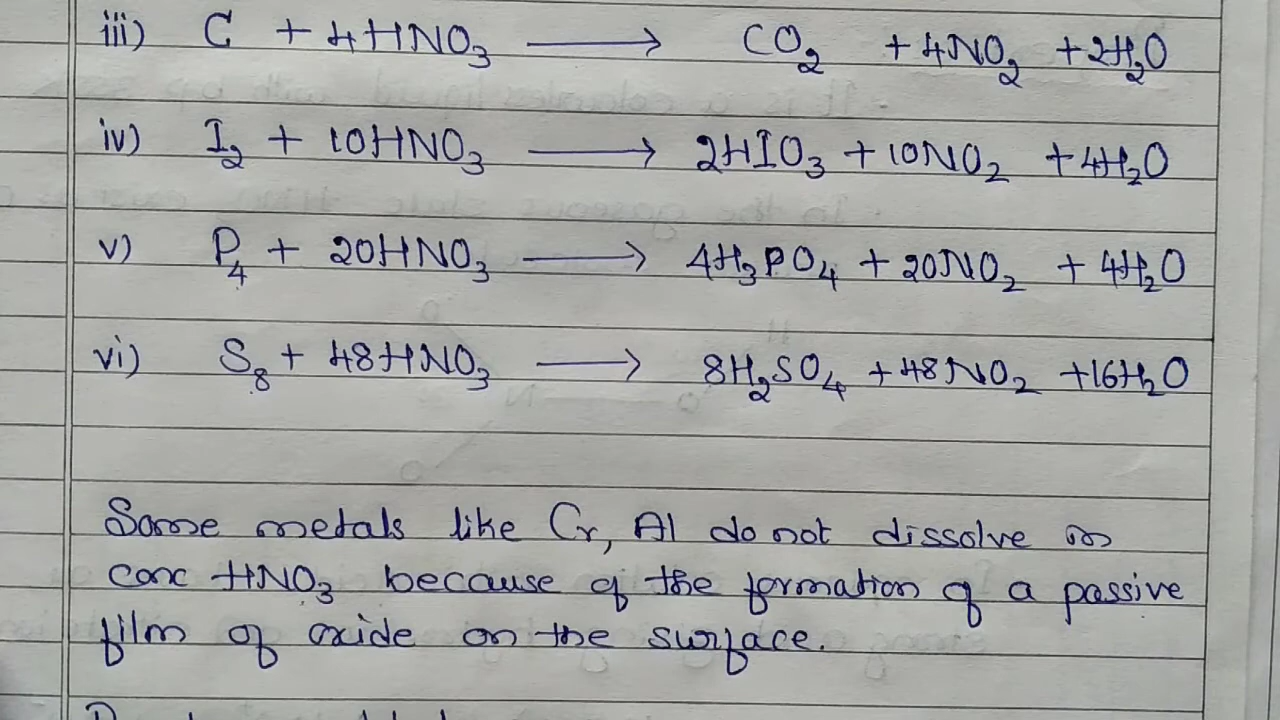 iii) C + 4HNO₃ ⟶ CO₂ + 4NO₂ + 2H₂O
iv) I₂ + 10HNO₃ ⟶ 2HIO₃ + 10NO₂ + 4H₂O
v) P₄ + 20HNO₃ ⟶ 4H₃PO₄ + 20NO₂ + 4H₂O
vi) S₈ + 48HNO₃ ⟶ 8H₂SO₄ + 48NO₂ + 16H₂O
Some metals like Cr, Al do not dissolve in
conc HNO₃ because of the formation of a passive
film of oxide on the surface.